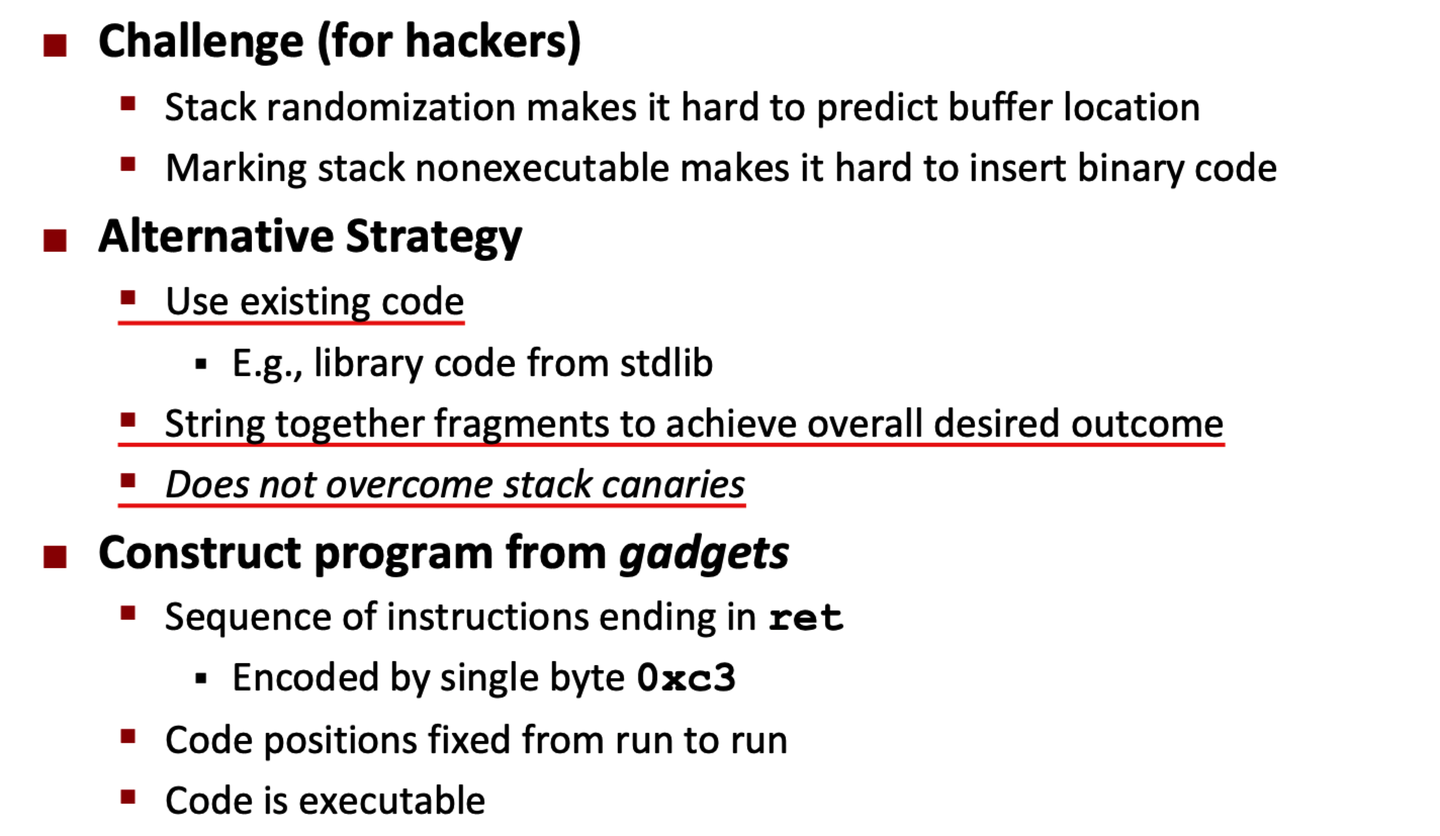 Challenge (for hackers)
Stack randomization makes it hard to predict buffer location
Marking stack nonexecutable makes it hard to insert binary code
Alternative Strategy
Use existing code
E.g., library code from stdlib
String together fragments to achieve overall desired outcome
Does not overcome stack canaries
Construct program from gadgets
Sequence of instructions ending in ret
Encoded by single byte 0xc3
Code positions fixed from run to run
Code is executable